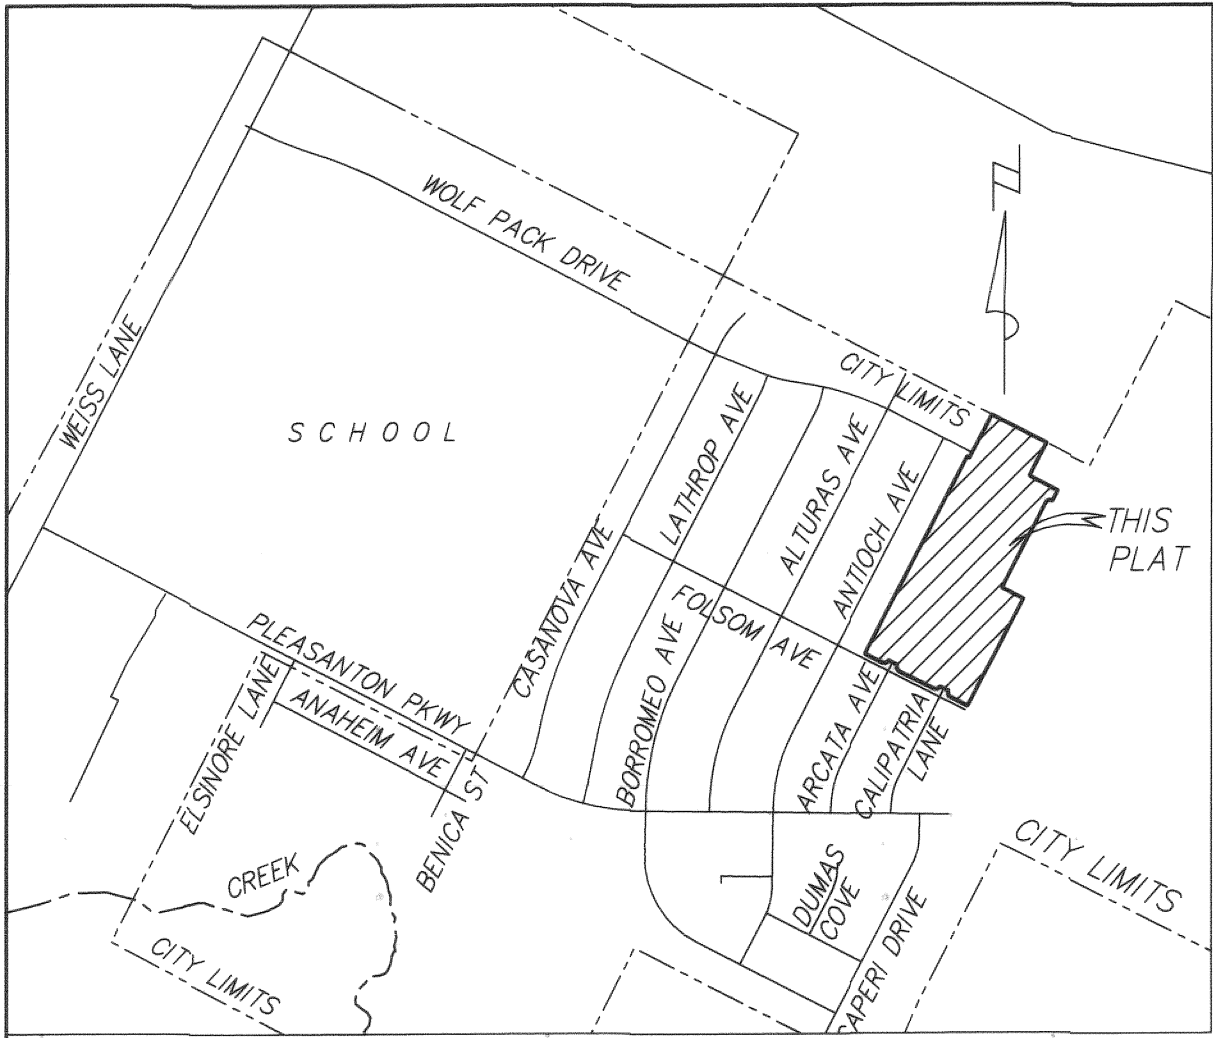 WOLF PACK DRIVE
N
WEISS LANE
SCHOOL
CITY LIMITS
LATHROP AVE
ALTURAS AVE
ANTIOCH AVE
THIS
PLAT
CASANOVA AVE
FOLSOM AVE
BORROMEO AVE
PLEASANTON PKWY
ELSINORE LANE
ANAHEIM AVE
BENICA ST
ARCATA AVE
CALIPATRIA
LANE
CREEK
CITY LIMITS
DUMAS
COVE
CAPERI DRIVE
CITY LIMITS